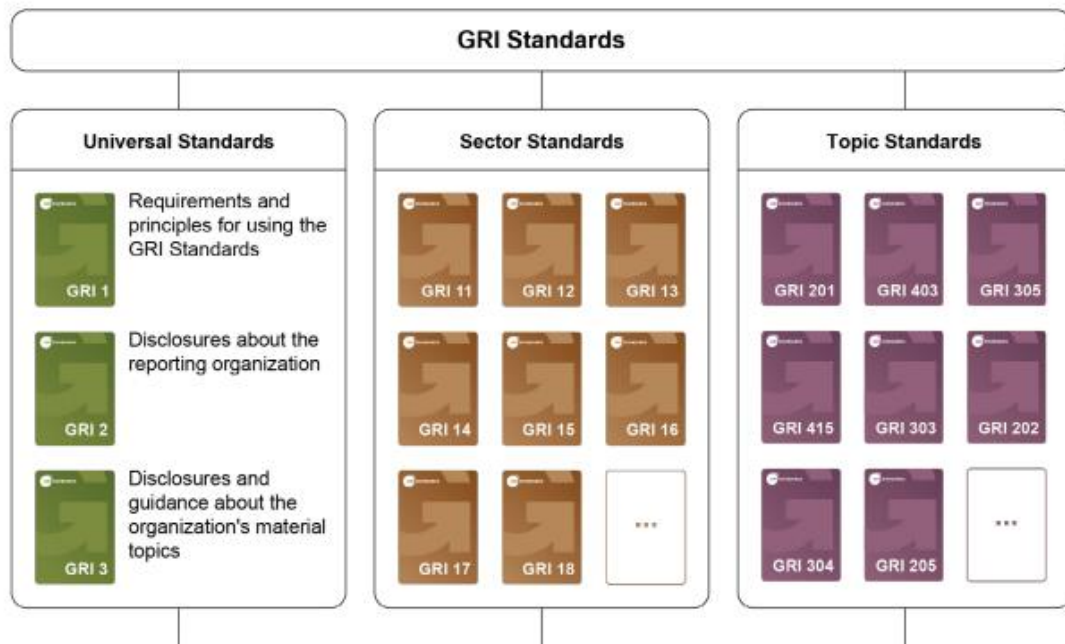 GRI Standards
Universal Standards
Requirements and
principles for using the
GRI Standards
GRI 1
Disclosures about the
reporting organization
GRI 2
Disclosures and
guidance about the
organization's material
topics
GRI 3
Sector Standards
GRI 11
GRI 12
GRI 13
GRI 14
GRI 15
GRI 16
GRI 17
GRI 18
...
Topic Standards
GRI 201
GRI 403
GRI 305
GRI 415
GRI 303
GRI 202
GRI 304
GRI 205
...